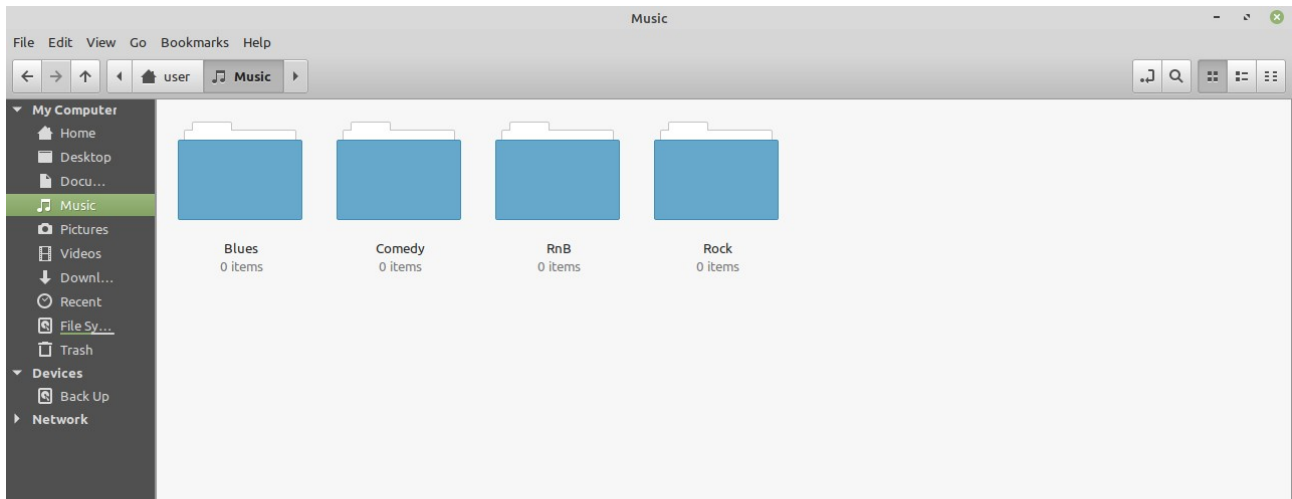 Music
File Edit View Go Bookmarks Help
user Music
My Computer
Home
Desktop
Docu...
Music
Pictures
Videos
Downl...
Recent
File Sy...
Trash
Devices
Back Up
Network
Blues Comedy RnB Rock
0 items 0 items 0 items 0 items